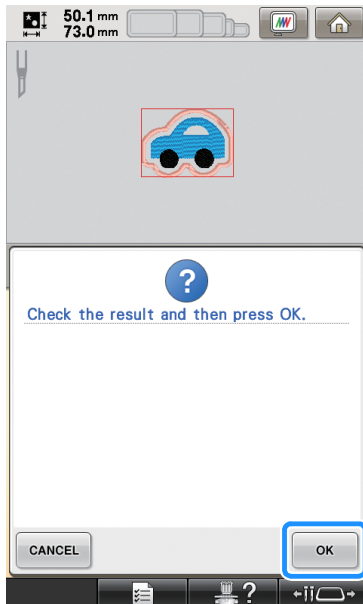 50.1 mm
73.0 mm
?
Check the result and then press OK.
CANCEL
OK
?